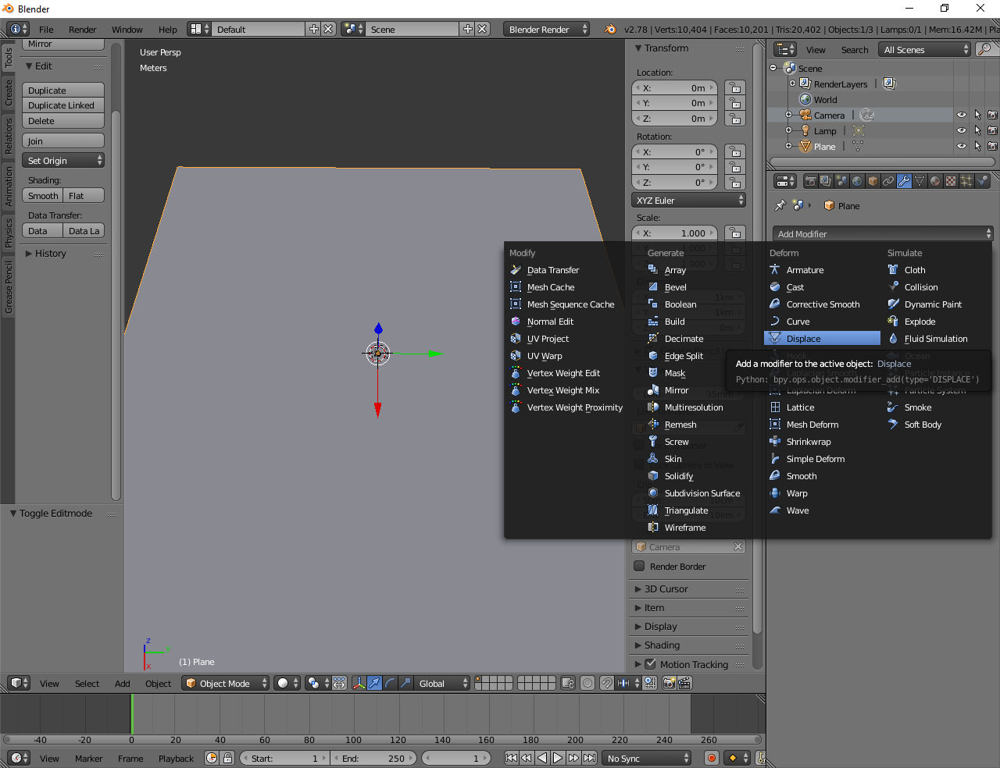 Blender
File Render Window Help Default Scene Blender Render v2.78 | Verts:10,404 | Faces:10,201 | Tris:20,402 | Objects:1/3 | Lamps:0/1 | Mem:16.42M | Pla
Tools
Create
Relations
Animation
Physics
Grease Pencil
Mirror
Edit
Duplicate
Duplicate Linked
Delete
Join
Set Origin
Shading:
Smooth Flat
Data Transfer:
Data Data La
History
Toggle Editmode
User Persp
Meters
z
Y
x
(1) Plane
Transform
Location:
X: 0m
Y: 0m
Z: 0m
Rotation:
X: 0°
Y: 0°
Z: 0°
XYZ Euler
Scale:
X: 1.000
View Search All Scenes
Scene
RenderLayers |
World
Camera |
Lamp |
Plane |
Plane
Add Modifier
Modify
Data Transfer
Mesh Cache
Mesh Sequence Cache
Normal Edit
UV Project
UV Warp
Vertex Weight Edit
Vertex Weight Mix
Vertex Weight Proximity
Generate
Array
Bevel
Boolean
Build
Decimate
Edge Split
Mask
Mirror
Multiresolution
Remesh
Screw
Skin
Solidify
Subdivision Surface
Triangulate
Wireframe
Deform
Armature
Cast
Corrective Smooth
Curve
Displace
Hook
Laplacian Deform
Lattice
Mesh Deform
Shrinkwrap
Simple Deform
Smooth
Warp
Wave
Simulate
Cloth
Collision
Dynamic Paint
Explode
Fluid Simulation
Ocean
Particle Instance
Particle System
Smoke
Soft Body
Add a modifier to the active object: Displace
Python: bpy.ops.object.modifier_add(type='DISPLACE')
Camera
Render Border
3D Cursor
Item
Display
Shading
Motion Tracking
View Select Add Object Object Mode Global
-40 -20 0 20 40 60 80 100 120 140 160 180 200 220 240 260
View Marker Frame Playback Start: 1 End: 250 1 No Sync